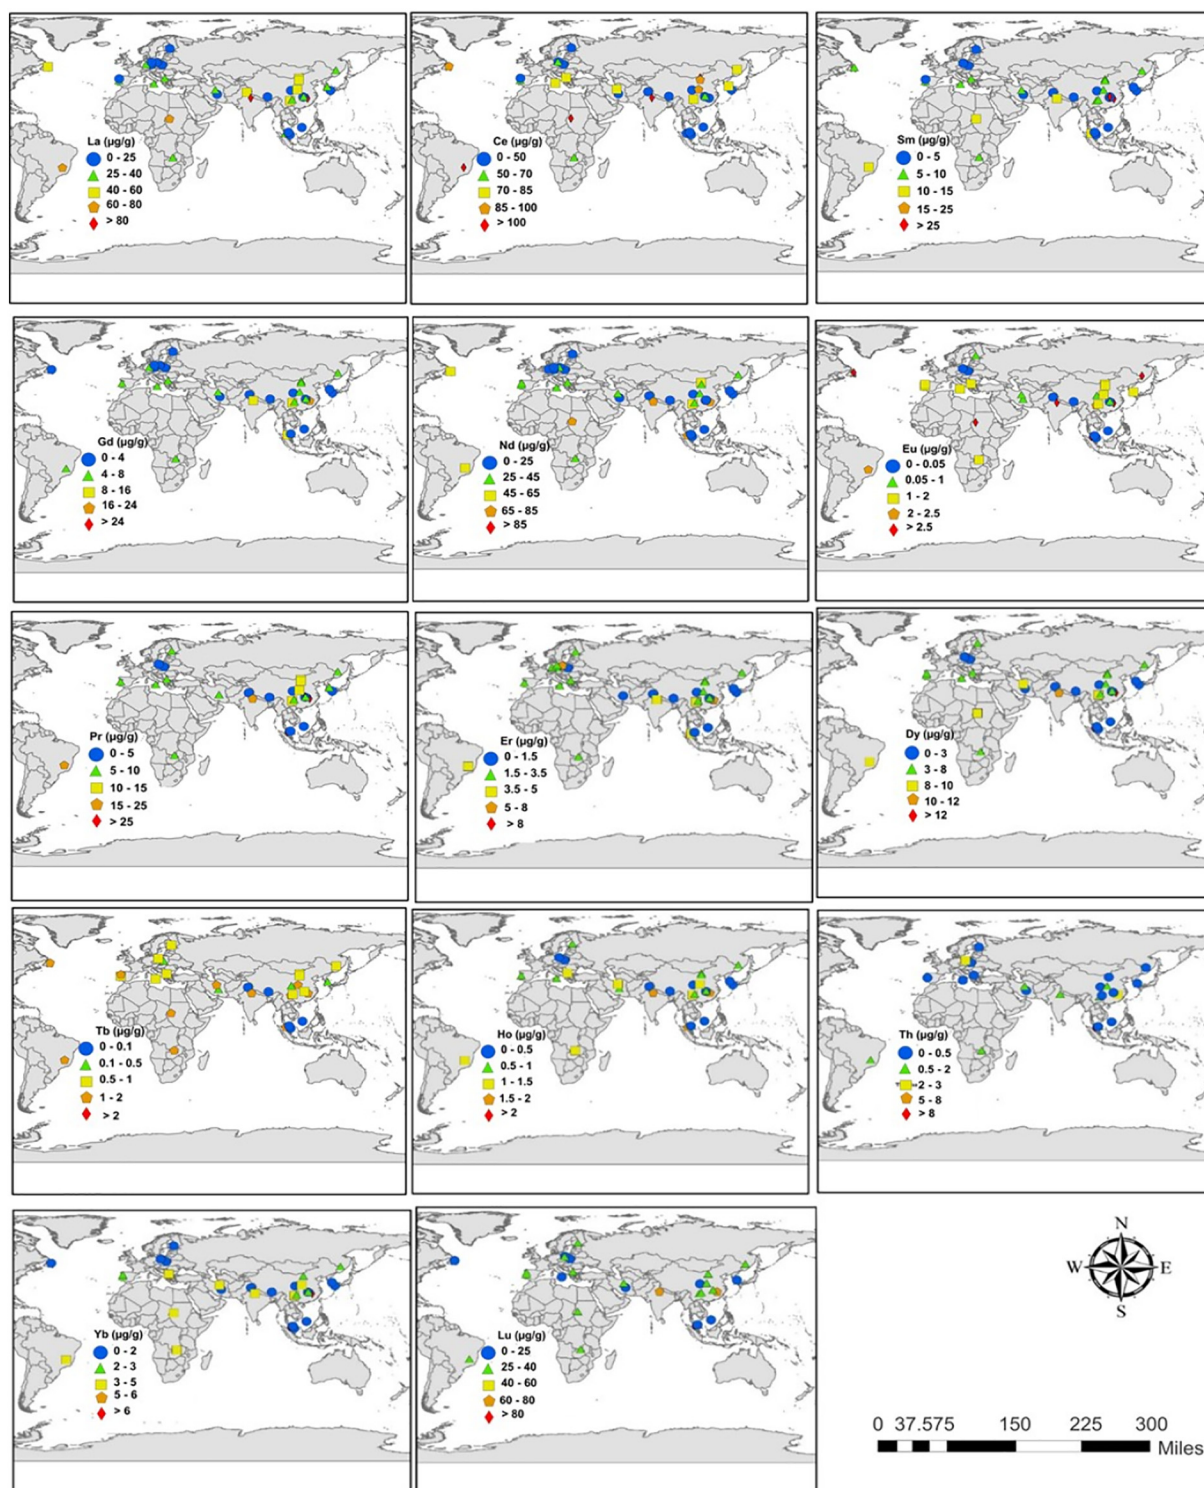 La (µg/g)
0 - 25
25 - 40
40 - 60
60 - 80
> 80
Ce (µg/g)
0 - 50
50 - 70
70 - 85
85 - 100
> 100
Sm (µg/g)
0 - 5
5 - 10
10 - 15
15 - 25
> 25
Gd (µg/g)
0 - 4
4 - 8
8 - 16
16 - 24
> 24
Nd (µg/g)
0 - 25
25 - 45
45 - 65
65 - 85
> 85
Eu (µg/g)
0 - 0.05
0.05 - 1
1 - 2
2 - 2.5
> 2.5
Pr (µg/g)
0 - 5
5 - 10
10 - 15
15 - 25
> 25
Er (µg/g)
0 - 1.5
1.5 - 3.5
3.5 - 5
5 - 8
> 8
Dy (µg/g)
0 - 3
3 - 8
8 - 10
10 - 12
> 12
Tb (µg/g)
0 - 0.1
0.1 - 0.5
0.5 - 1
1 - 2
> 2
Ho (µg/g)
0 - 0.5
0.5 - 1
1 - 1.5
1.5 - 2
> 2
Th (µg/g)
0 - 0.5
0.5 - 2
2 - 3
5 - 8
> 8
Yb (µg/g)
0 - 2
2 - 3
3 - 5
5 - 6
> 6
Lu (µg/g)
0 - 25
25 - 40
40 - 60
60 - 80
> 80
N
W E
S
0 37.575 150 225 300
Miles